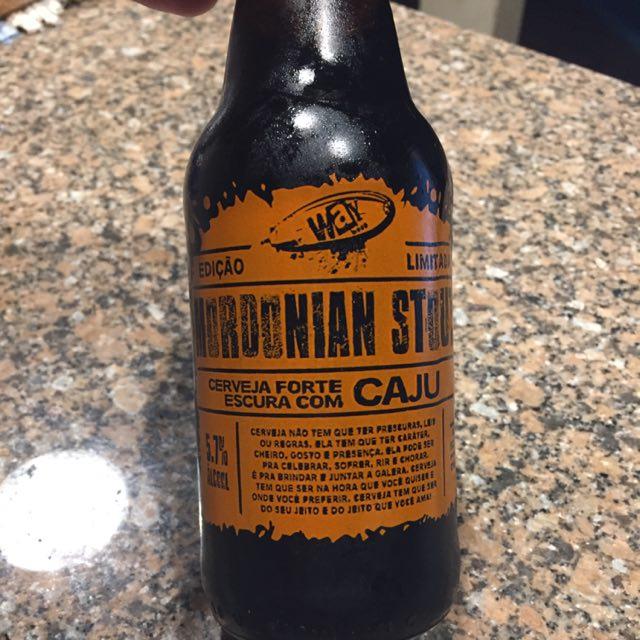 way
EDIÇÃO LIMITADA
MORDONIAN STOU
CERVEJA FORTE
ESCURA COM CAJU
5.7%
ÁLCOOL
CERVEJA NÃO TEM QUE TER FRESCURAS, LEIS
OU REGRAS. ELA TEM QUE TER CARÁTER,
CHEIRO, GOSTO E PRESENÇA. ELA PODE SER
PRA CELEBRAR, SOFRER, RIR E CHORAR.
É PRA BRINDAR E JUNTAR A GALERA. CERVEJA
TEM QUE SER NA HORA QUE VOCÊ QUISER E
ONDE VOCÊ PREFERIR. CERVEJA TEM QUE SER
DO SEU JEITO E DO JEITO QUE VOCÊ AMA!